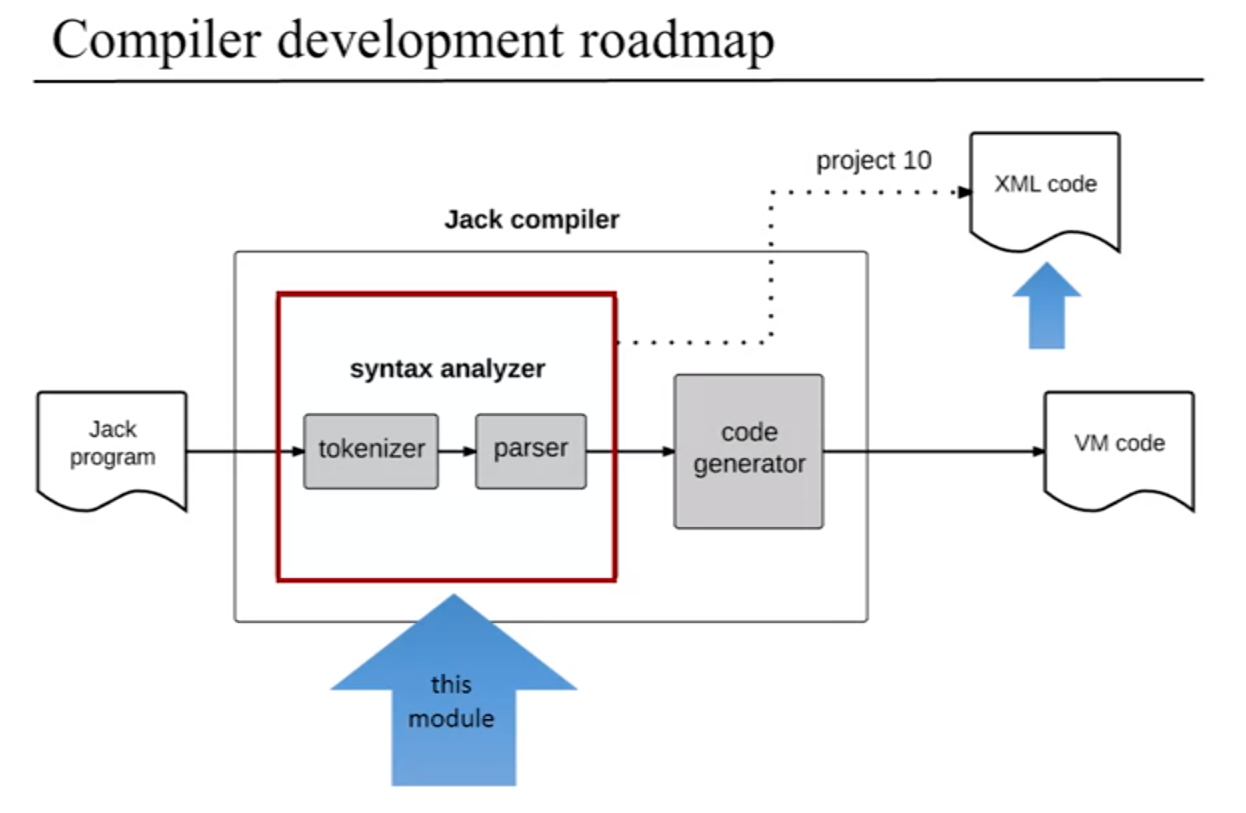 Compiler development roadmap
project 10
XML code
Jack compiler
syntax analyzer
Jack
program
tokenizer
parser
code
generator
VM code
this
module